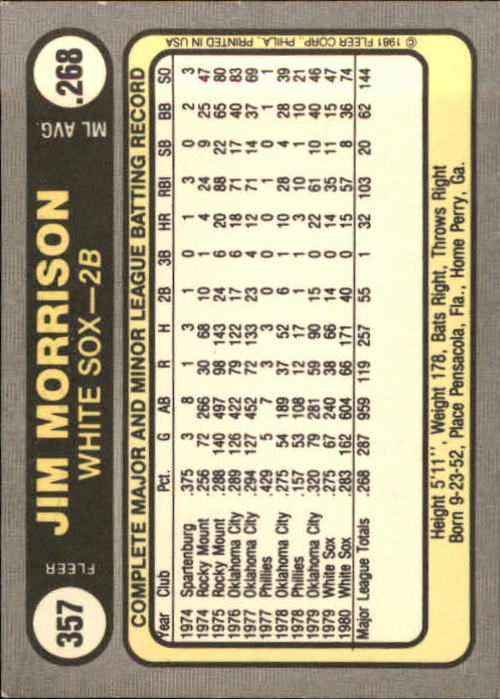 357 FLEER JIM MORRISON ML AVG. .268
WHITE SOX—2B
COMPLETE MAJOR AND MINOR LEAGUE BATTING RECORD
Year Club Pct. G AB R H 2B 3B HR RBI SB BB SO
1974 Spartenburg .375 3 8 1 3 1 0 1 3 0 2 3
1974 Rocky Mount .256 72 266 30 68 10 1 4 24 9 25 47
1975 Rocky Mount .288 140 497 98 143 24 6 20 88 22 65 80
1976 Oklahoma City .289 126 422 79 122 17 6 18 71 17 40 83
1977 Oklahoma City .294 127 452 72 133 23 4 12 71 14 37 69
1977 Phillies .429 5 7 3 3 0 0 0 1 0 1 1
1978 Oklahoma City .275 54 189 37 52 6 1 10 28 4 28 39
1978 Phillies .157 53 108 12 17 1 1 3 10 1 10 21
1979 Oklahoma City .320 79 281 59 90 15 4 22 61 10 40 46
1979 White Sox .275 67 240 38 66 14 0 14 35 11 15 47
1980 White Sox .283 162 604 66 171 40 0 15 57 8 36 74
Major League Totals .268 287 959 119 257 55 1 32 103 20 62 144
Height 5'11'', Weight 178, Bats Right, Throws Right
Born 9-23-52, Place Pensacola, Fla., Home Perry, Ga.
© 1981 FLEER CORP., PHILA., PRINTED IN USA